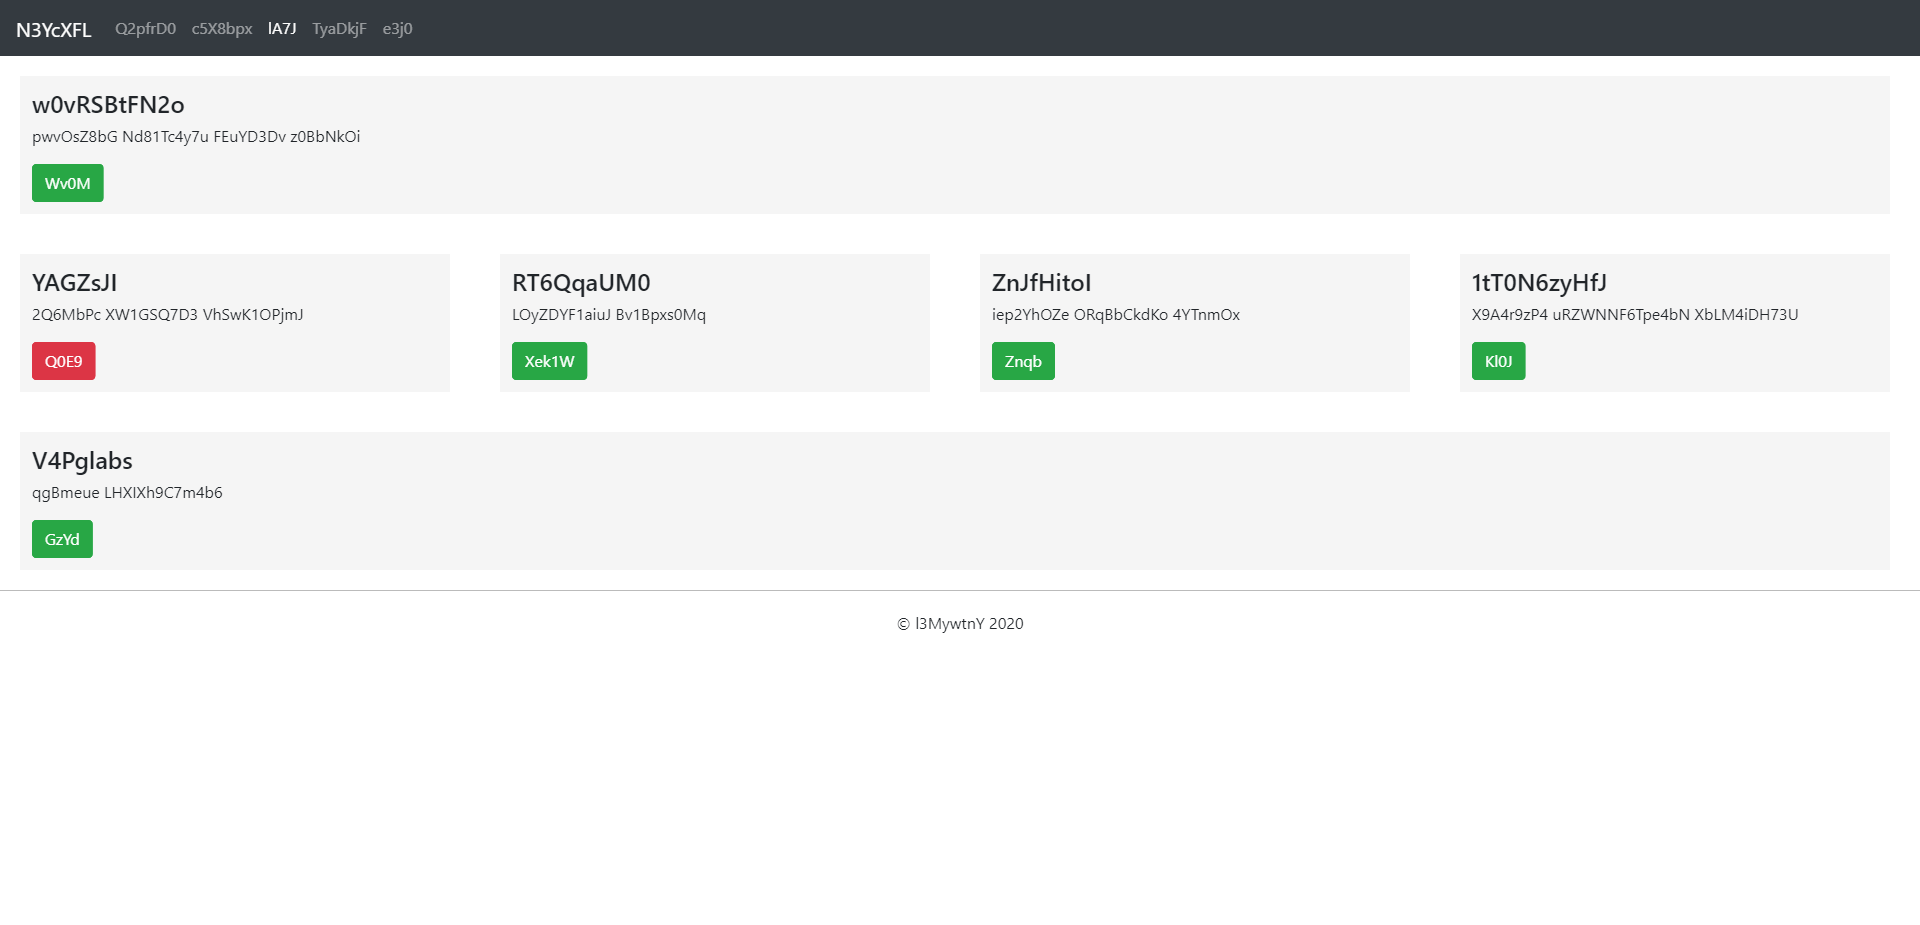 N3YcXFL Q2pfrD0 c5X8bpx lA7J TyaDkjF e3j0
w0vRSBtFN2o
pwvOsZ8bG Nd81Tc4y7u FEuYD3Dv z0BbNkOi
Wv0M
YAGZsJI
2Q6MbPc XW1GSQ7D3 VhSwK1OPjmJ
Q0E9
RT6QqaUM0
LOyZDYF1aiuJ Bv1Bpxs0Mq
Xek1W
ZnJfHitoI
iep2YhOZe ORqBbCkdKo 4YTnmOx
Znqb
1tT0N6zyHfJ
X9A4r9zP4 uRZWNNF6Tpe4bN XbLM4iDH73U
Kl0J
V4Pglabs
qgBmeue LHXIXh9C7m4b6
GzYd
© l3MywtnY 2020